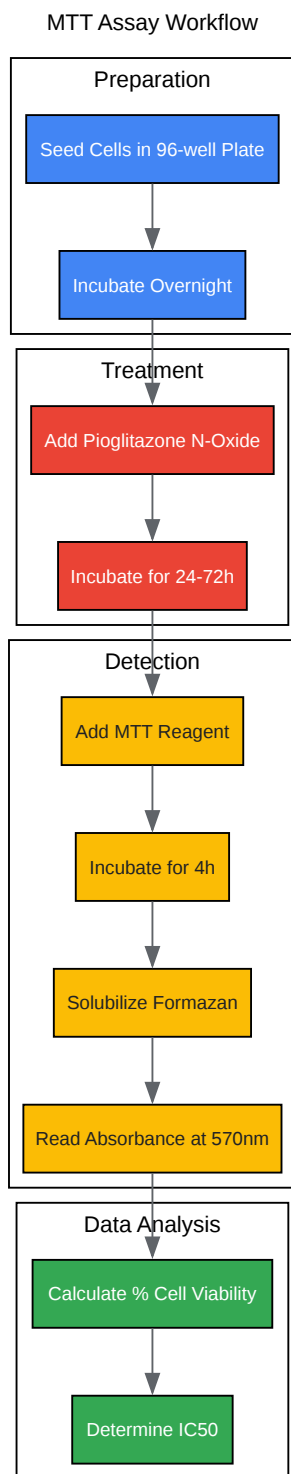 MTT Assay Workflow
Preparation
Seed Cells in 96-well Plate
Incubate Overnight
Treatment
Add Pioglitazone N-Oxide
Incubate for 24-72h
Detection
Add MTT Reagent
Incubate for 4h
Solubilize Formazan
Read Absorbance at 570nm
Data Analysis
Calculate % Cell Viability
Determine IC50